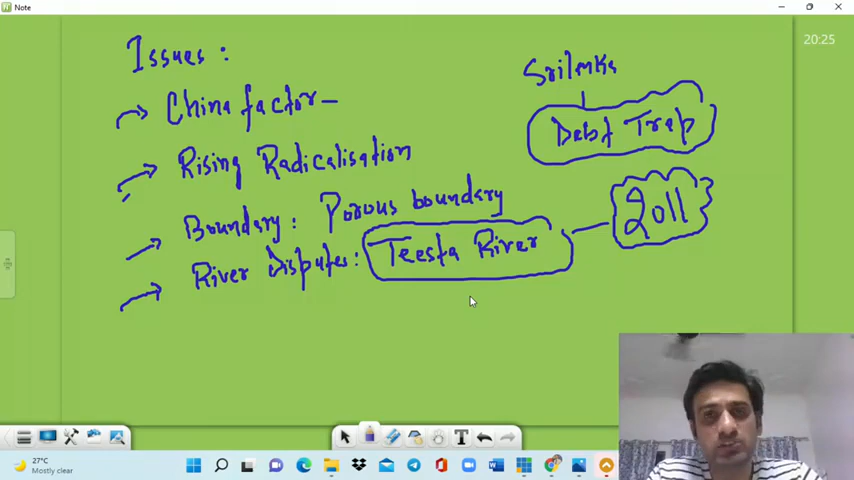 Note
20:25
Issues :
Srilanka
China factor -
Debt Trap
Rising Radicalisation
Boundary : Porous boundary
2011
River Disputes : Teesta River
27°C
Mostly clear